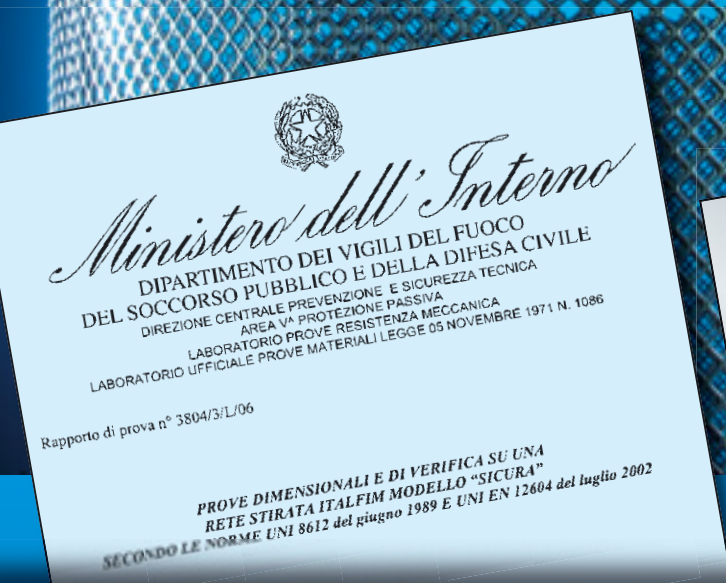 Ministero dell'Interno
DIPARTIMENTO DEI VIGILI DEL FUOCO
DEL SOCCORSO PUBBLICO E DELLA DIFESA CIVILE
DIREZIONE CENTRALE PREVENZIONE E SICUREZZA TECNICA
AREA Vª PROTEZIONE PASSIVA
LABORATORIO PROVE RESISTENZA MECCANICA
LABORATORIO UFFICIALE PROVE MATERIALI LEGGE 05 NOVEMBRE 1971 N. 1086
Rapporto di prova n° 3804/3/L/06
PROVE DIMENSIONALI E DI VERIFICA SU UNA
RETE STIRATA ITALFIM MODELLO “SICURA”
SECONDO LE NORME UNI 8612 del giugno 1989 E UNI EN 12604 del luglio 2002